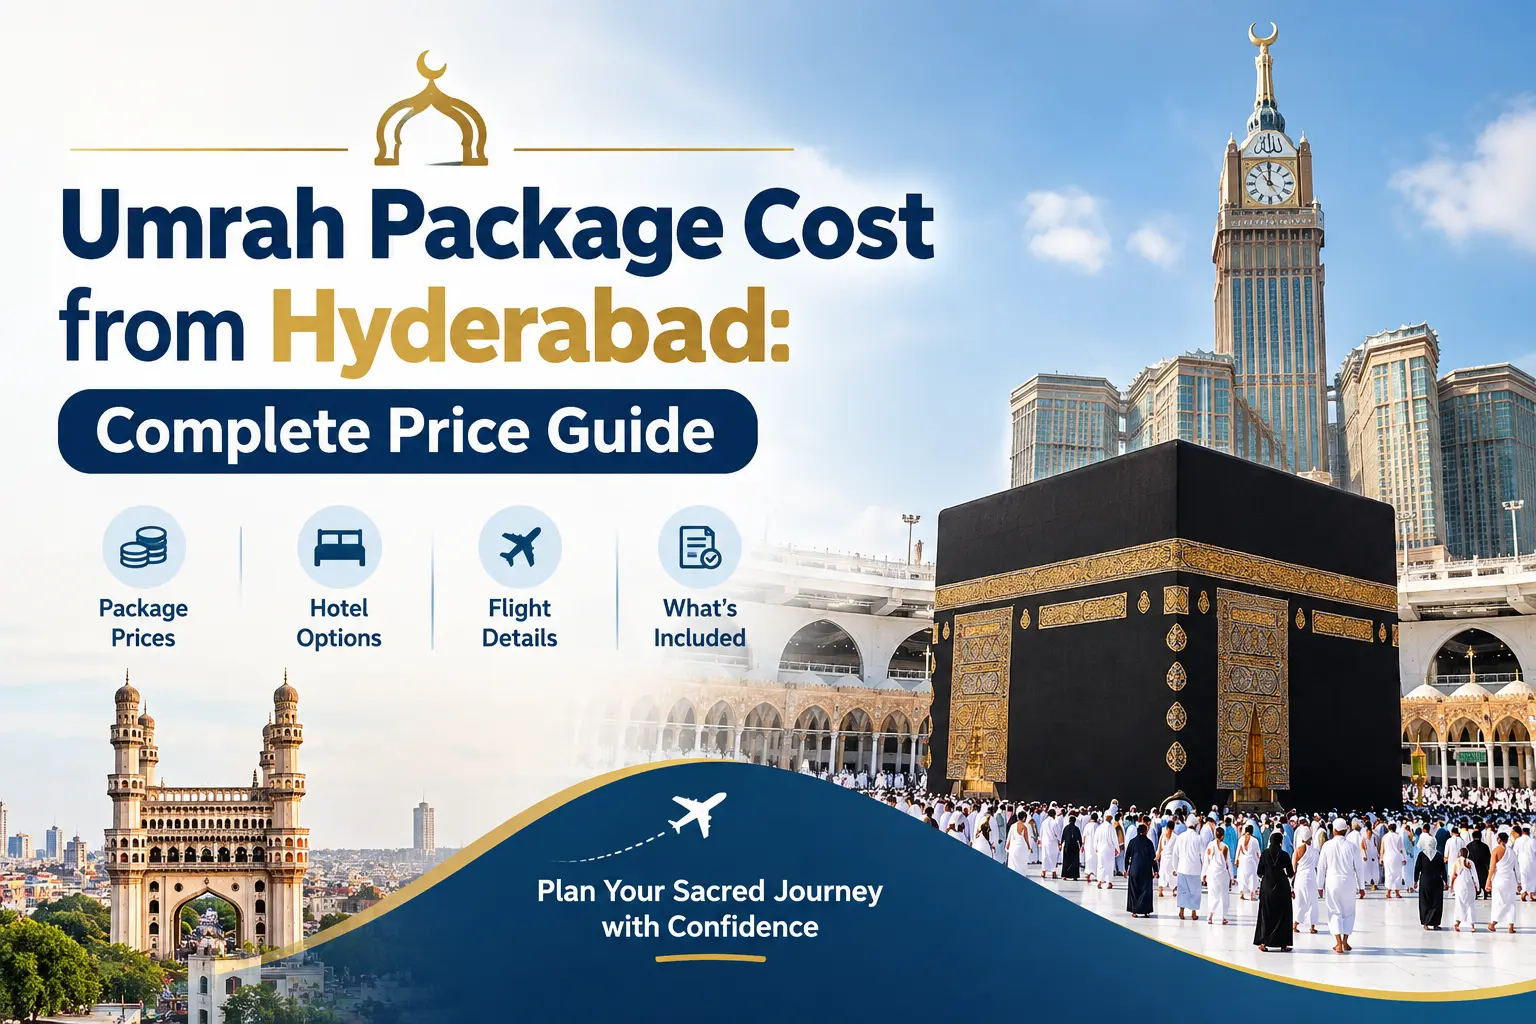 Umrah Package Cost
from Hyderabad:
Complete Price Guide
Package
Prices
Hotel
Options
Flight
Details
What's
Included
Plan Your Sacred Journey
with Confidence
الله